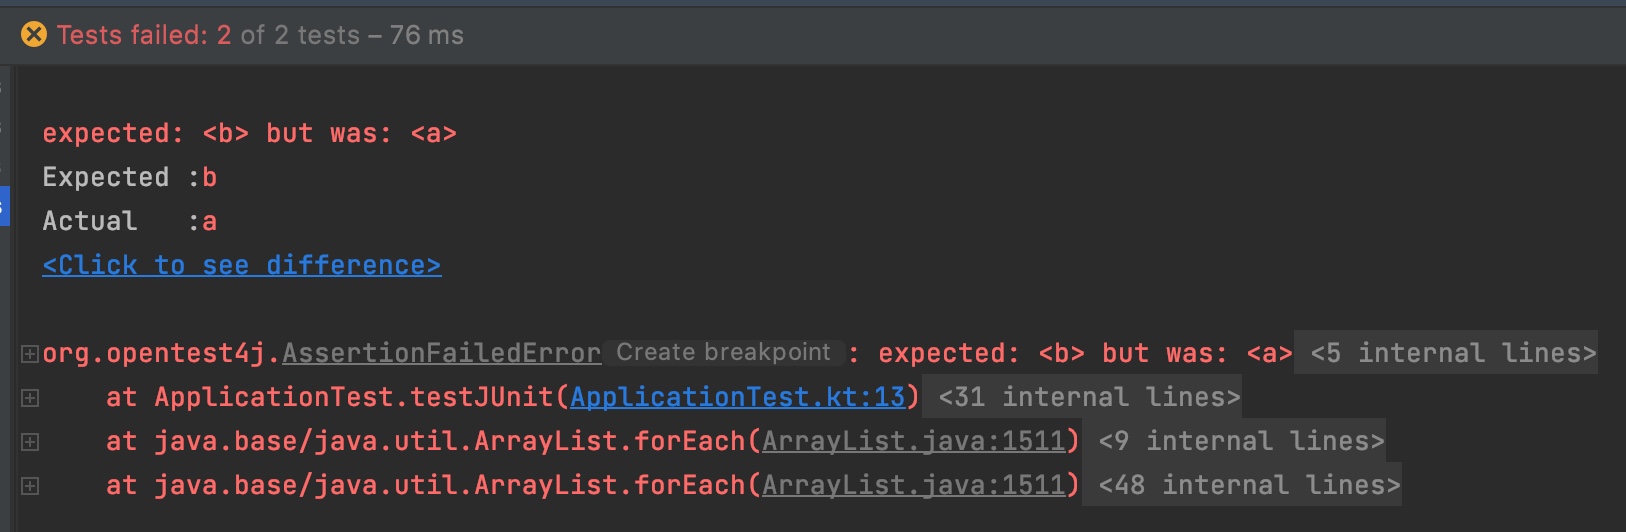 Tests failed: 2 of 2 tests – 76 ms
expected: <b> but was: <a>
Expected :b
Actual   :a
<Click to see difference>
org.opentest4j.AssertionFailedError Create breakpoint : expected: <b> but was: <a> <5 internal lines>
at ApplicationTest.testJUnit(ApplicationTest.kt:13) <31 internal lines>
at java.base/java.util.ArrayList.forEach(ArrayList.java:1511) <9 internal lines>
at java.base/java.util.ArrayList.forEach(ArrayList.java:1511) <48 internal lines>